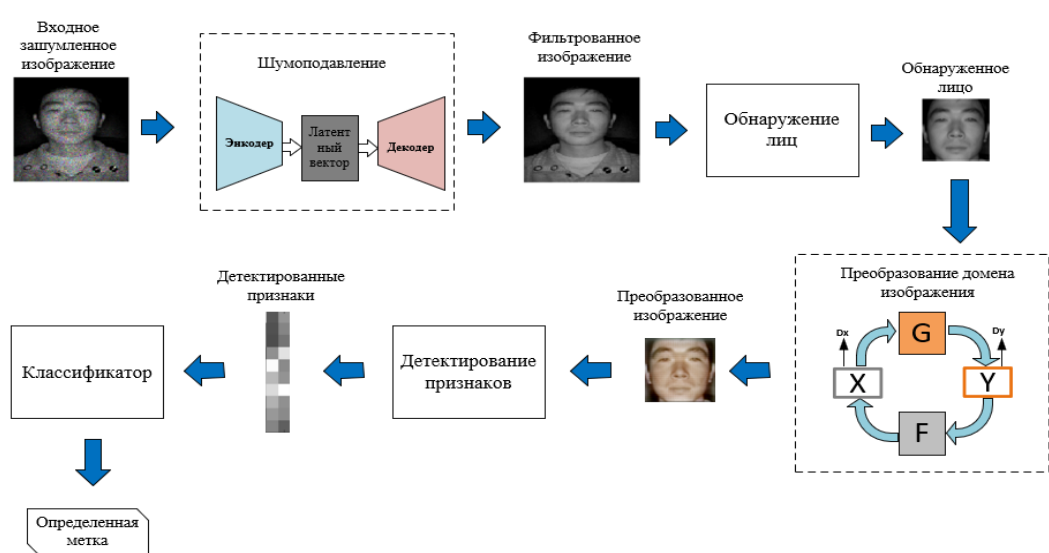 Входное
зашумленное
изображение
Шумоподавление
Энкодер
Латент
ный
вектор
Декодер
Фильтрованное
изображение
Обнаружение
лиц
Обнаруженное
лицо
Преобразование домена
изображения
Dx
G
Dy
X
Y
F
Преобразованное
изображение
Детектирование
признаков
Детектированные
признаки
Классификатор
Определенная
метка